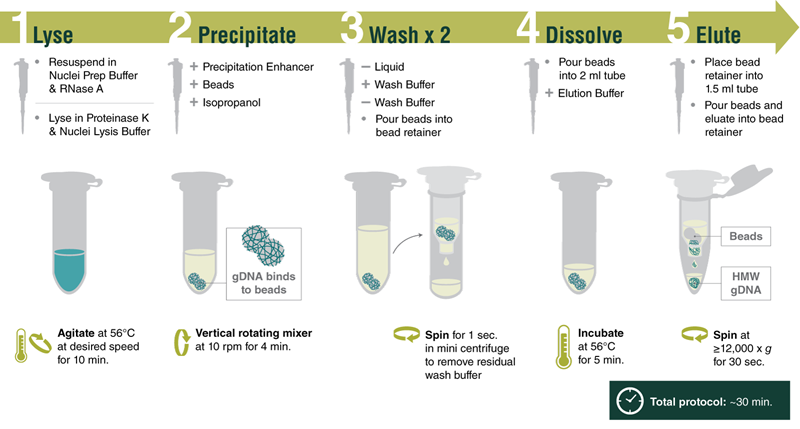 1 Lyse
• Resuspend in
Nuclei Prep Buffer
& RNase A
• Lyse in Proteinase K
& Nuclei Lysis Buffer
Agitate at 56°C
at desired speed
for 10 min.
2 Precipitate
+ Precipitation Enhancer
+ Beads
+ Isopropanol
gDNA binds
to beads
Vertical rotating mixer
at 10 rpm for 4 min.
3 Wash x 2
− Liquid
+ Wash Buffer
− Wash Buffer
• Pour beads into
bead retainer
Spin for 1 sec.
in mini centrifuge
to remove residual
wash buffer
4 Dissolve
• Pour beads
into 2 ml tube
+ Elution Buffer
Incubate
at 56°C
for 5 min.
5 Elute
• Place bead
retainer into
1.5 ml tube
• Pour beads and
eluate into bead
retainer
Beads
HMW
gDNA
Spin at
≥12,000 x g
for 30 sec.
Total protocol: ~30 min.